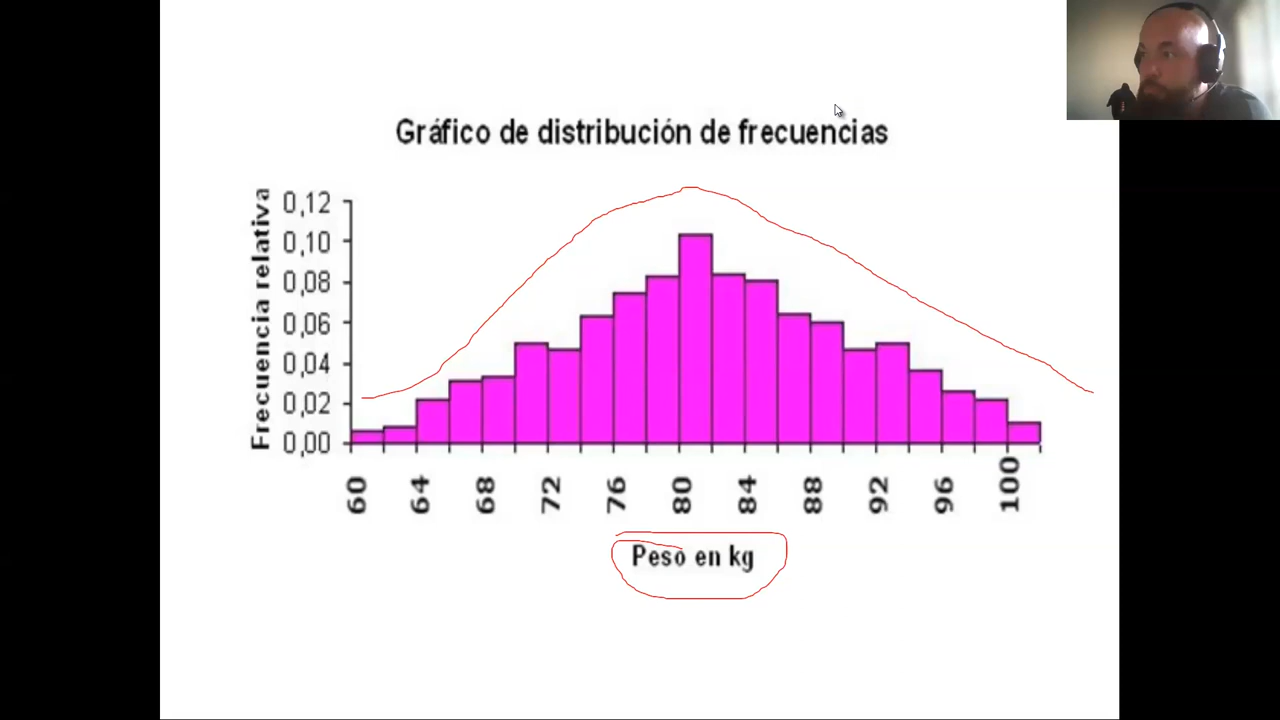 Gráfico de distribución de frecuencias
Frecuencia relativa
0,12
0,10
0,08
0,06
0,04
0,02
0,00
60 64 68 72 76 80 84 88 92 96 100
Peso en kg